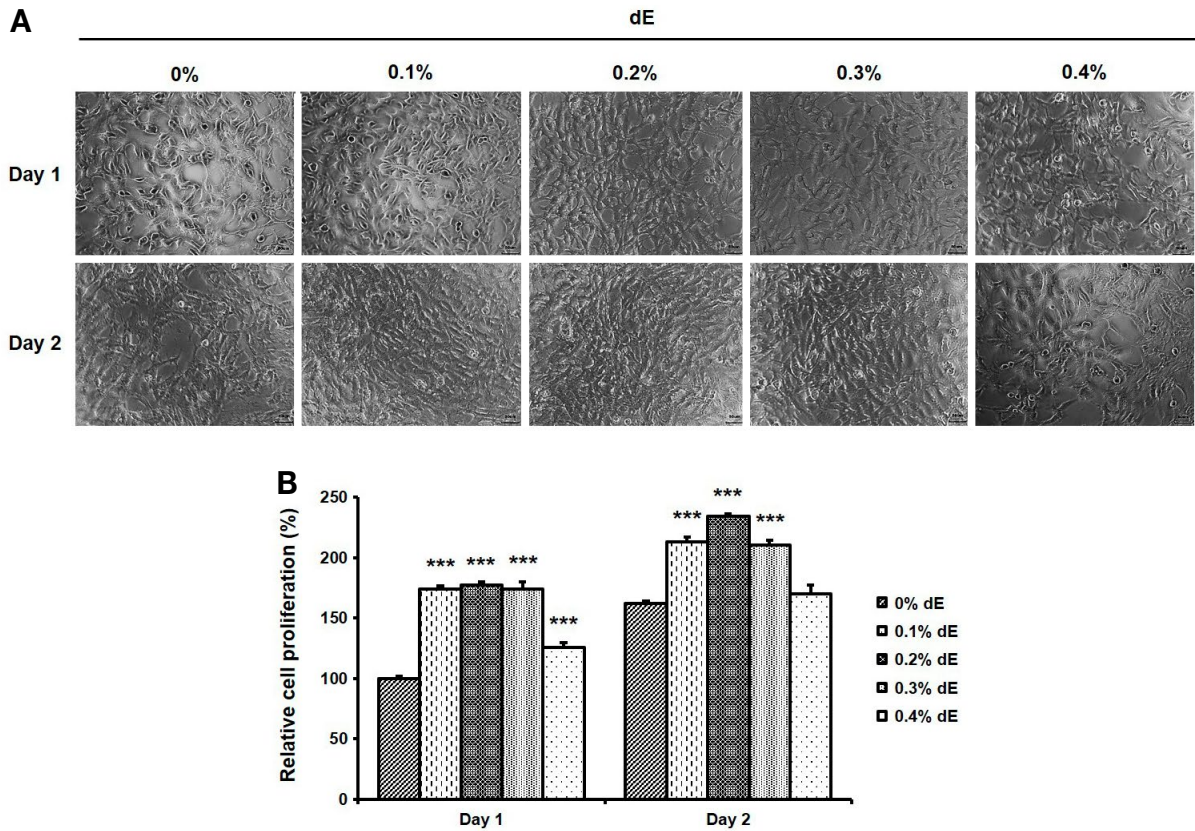 A
dE
0%
0.1%
0.2%
0.3%
0.4%
Day 1
Day 2
B
Relative cell proliferation (%)
250
200
150
100
50
0
***
***
***
***
***
***
***
Day 1
Day 2
0% dE
0.1% dE
0.2% dE
0.3% dE
0.4% dE